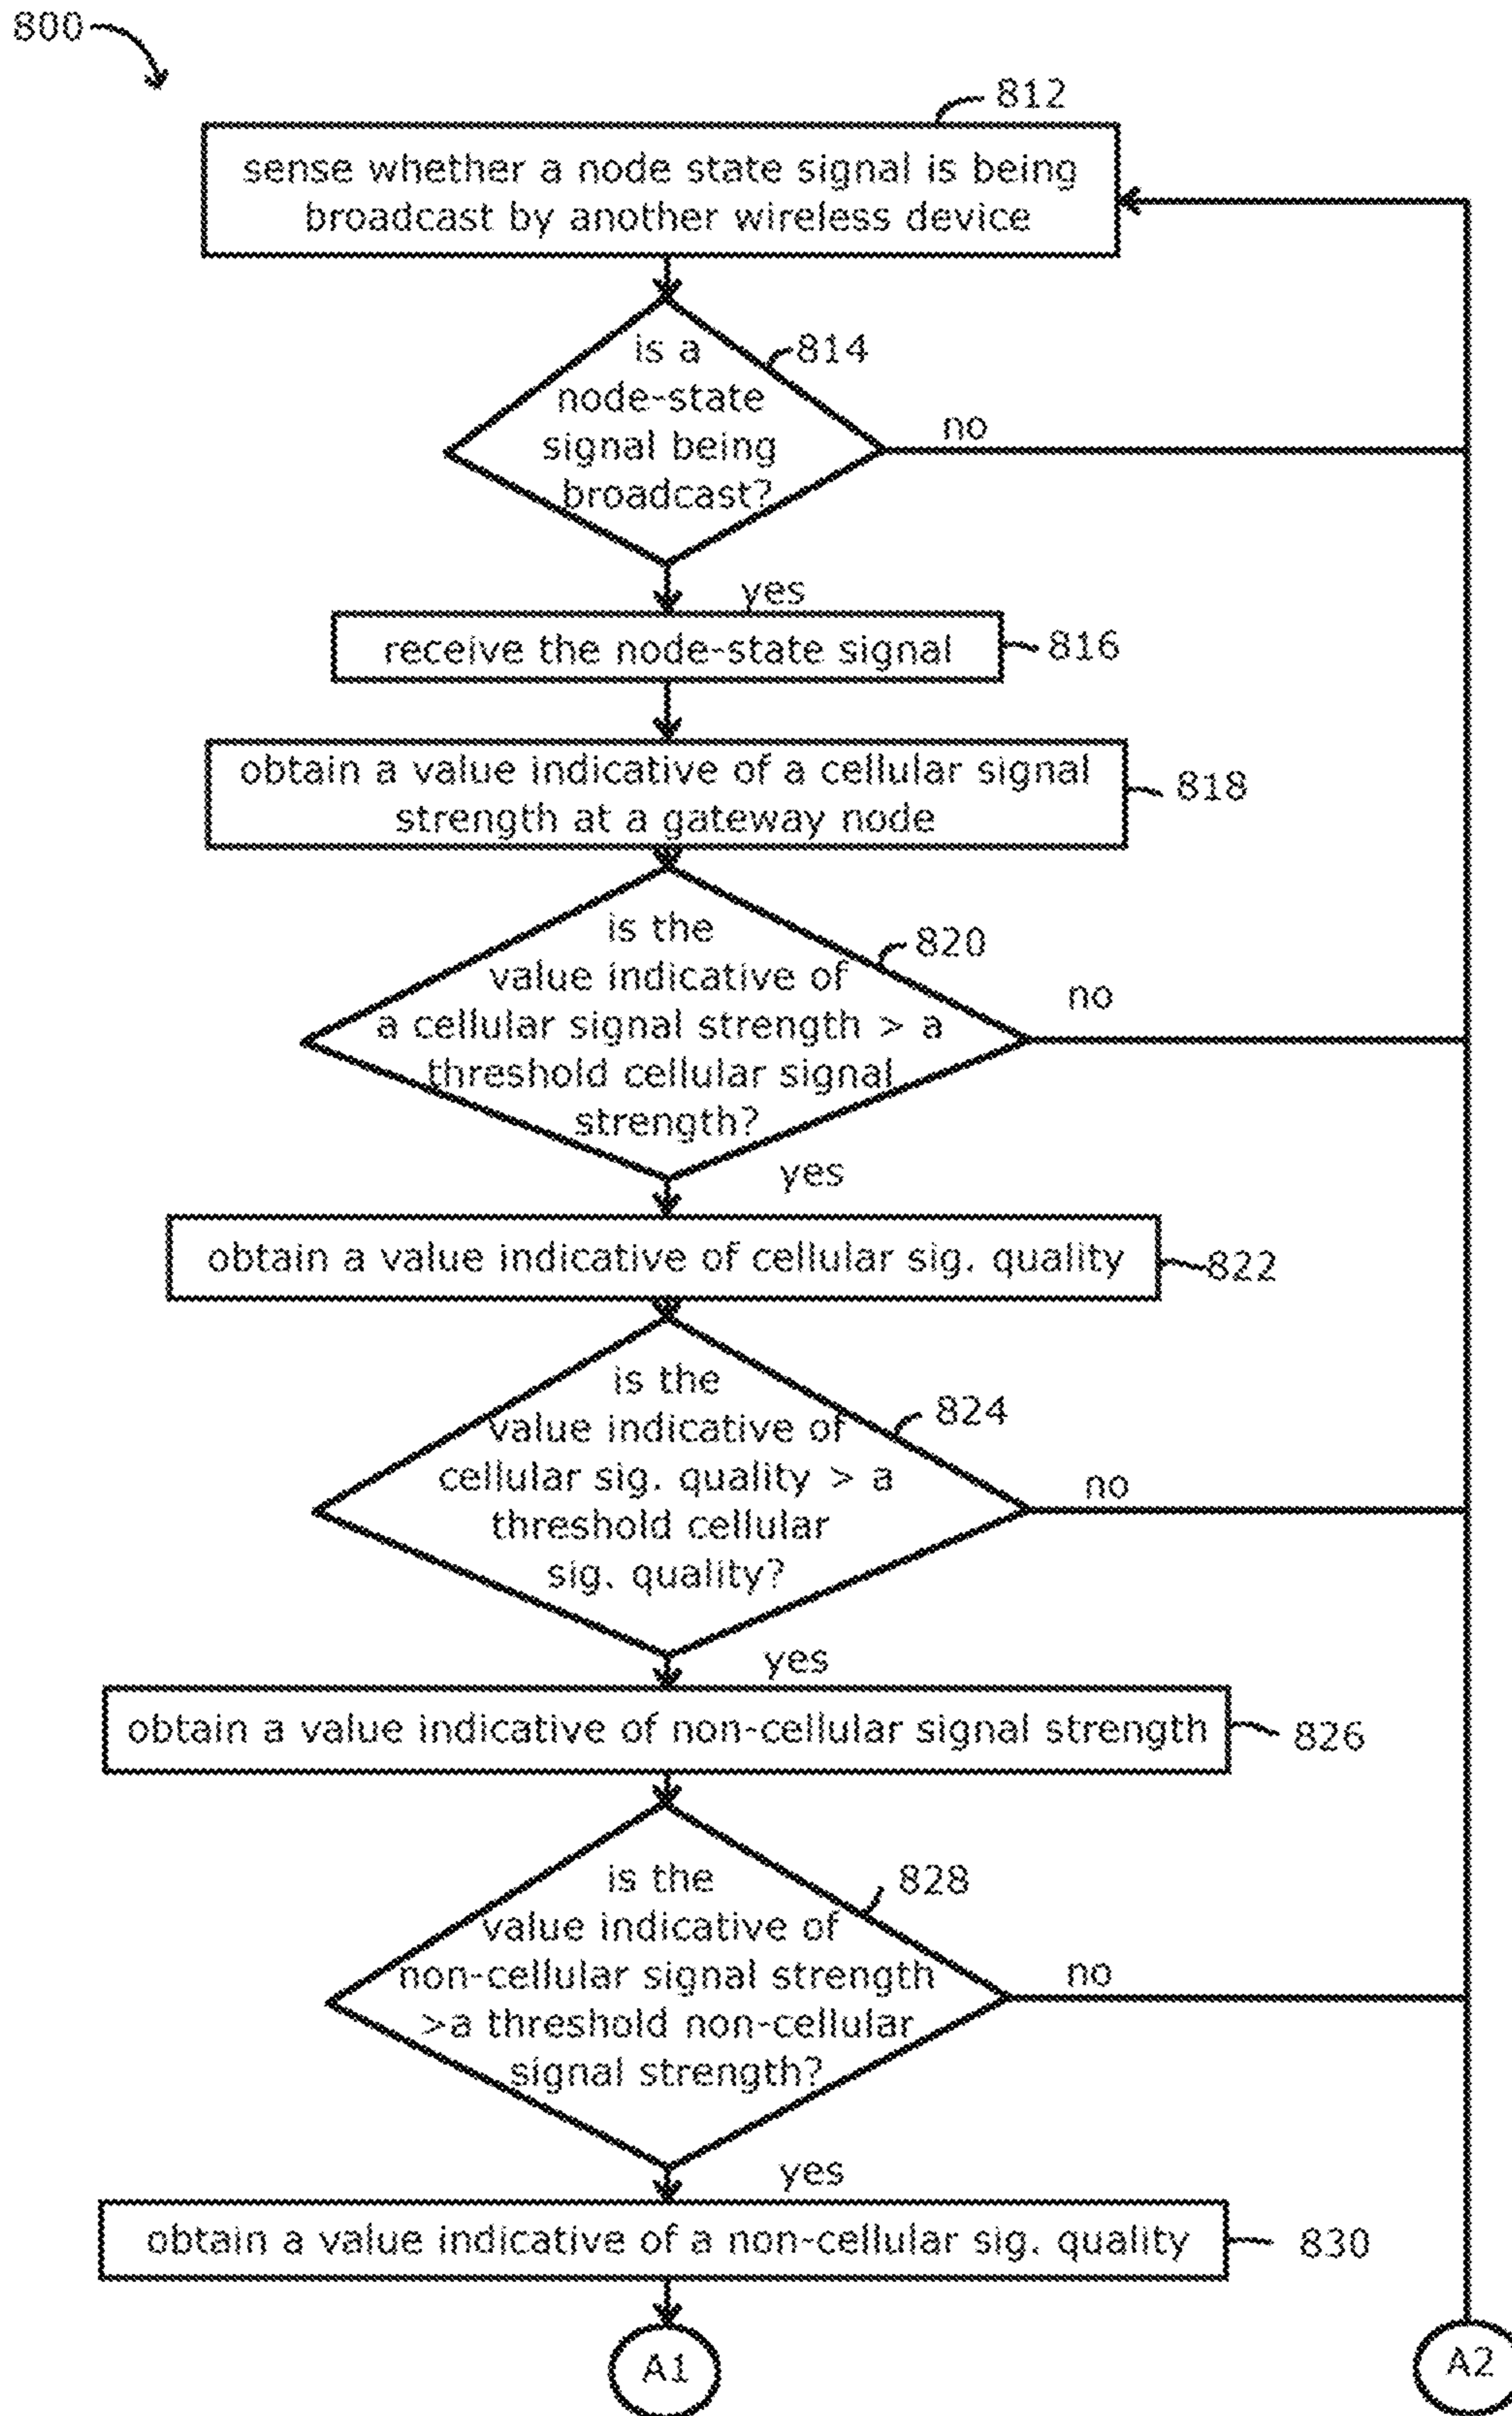 800
812
sense whether a node state signal is being
broadcast by another wireless device
is a
814
node-state
signal being
broadcast?
no
yes
receive the node-state signal
816
obtain a value indicative of a cellular signal
strength at a gateway node
818
is the
820
value indicative of
a cellular signal strength > a
threshold cellular signal
strength?
no
yes
obtain a value indicative of cellular sig. quality
822
is the
824
value indicative of
cellular sig. quality > a
threshold cellular
sig. quality?
no
yes
obtain a value indicative of non-cellular signal strength
826
is the
828
value indicative of
non-cellular signal strength
>a threshold non-cellular
signal strength?
no
yes
obtain a value indicative of a non-cellular sig. quality
830
A1
A2